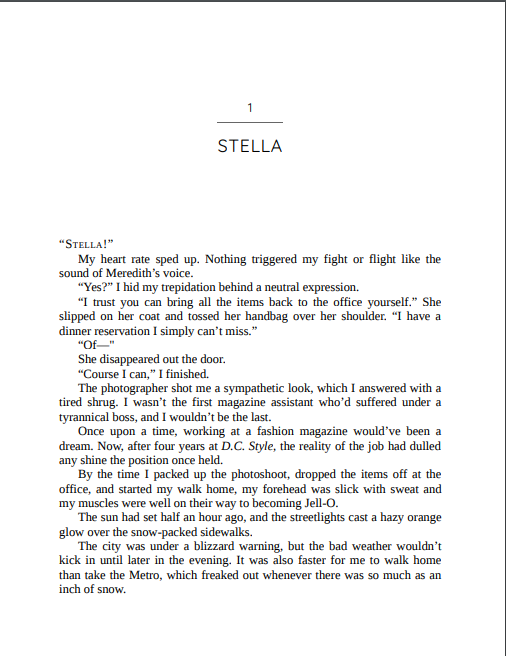 1
STELLA
“STELLA!”
My heart rate sped up. Nothing triggered my fight or flight like the
sound of Meredith’s voice.
“Yes?” I hid my trepidation behind a neutral expression.
“I trust you can bring all the items back to the office yourself.” She
slipped on her coat and tossed her handbag over her shoulder. “I have a
dinner reservation I simply can’t miss.”
“Of—"
She disappeared out the door.
“Course I can,” I finished.
The photographer shot me a sympathetic look, which I answered with a
tired shrug. I wasn’t the first magazine assistant who’d suffered under a
tyrannical boss, and I wouldn’t be the last.
Once upon a time, working at a fashion magazine would’ve been a
dream. Now, after four years at D.C. Style, the reality of the job had dulled
any shine the position once held.
By the time I packed up the photoshoot, dropped the items off at the
office, and started my walk home, my forehead was slick with sweat and
my muscles were well on their way to becoming Jell-O.
The sun had set half an hour ago, and the streetlights cast a hazy orange
glow over the snow-packed sidewalks.
The city was under a blizzard warning, but the bad weather wouldn’t
kick in until later in the evening. It was also faster for me to walk home
than take the Metro, which freaked out whenever there was so much as an
inch of snow.